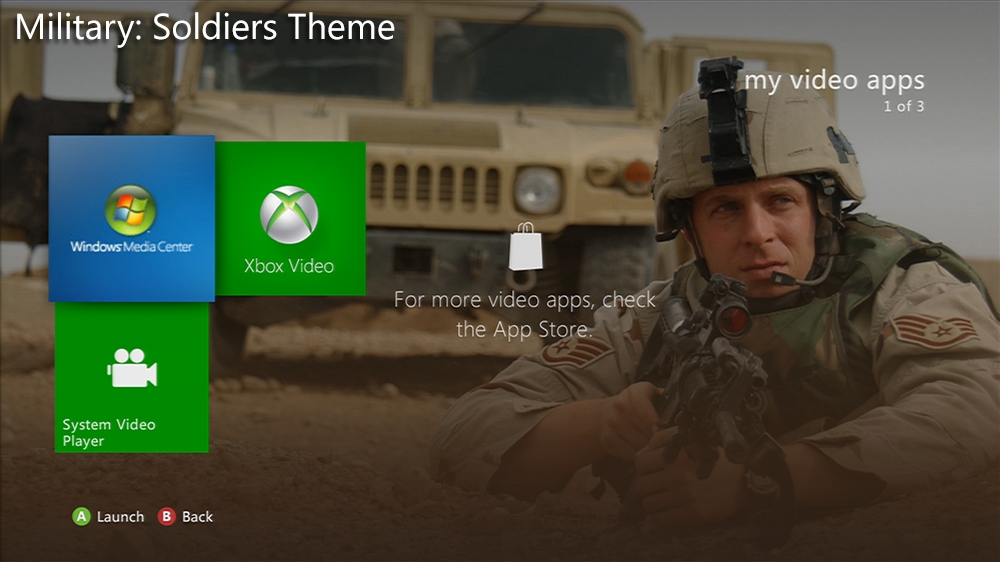 Military: Soldiers Theme
my video apps
1 of 3
Windows Media Center
Xbox Video
For more video apps, check
the App Store.
System Video
Player
A Launch B Back